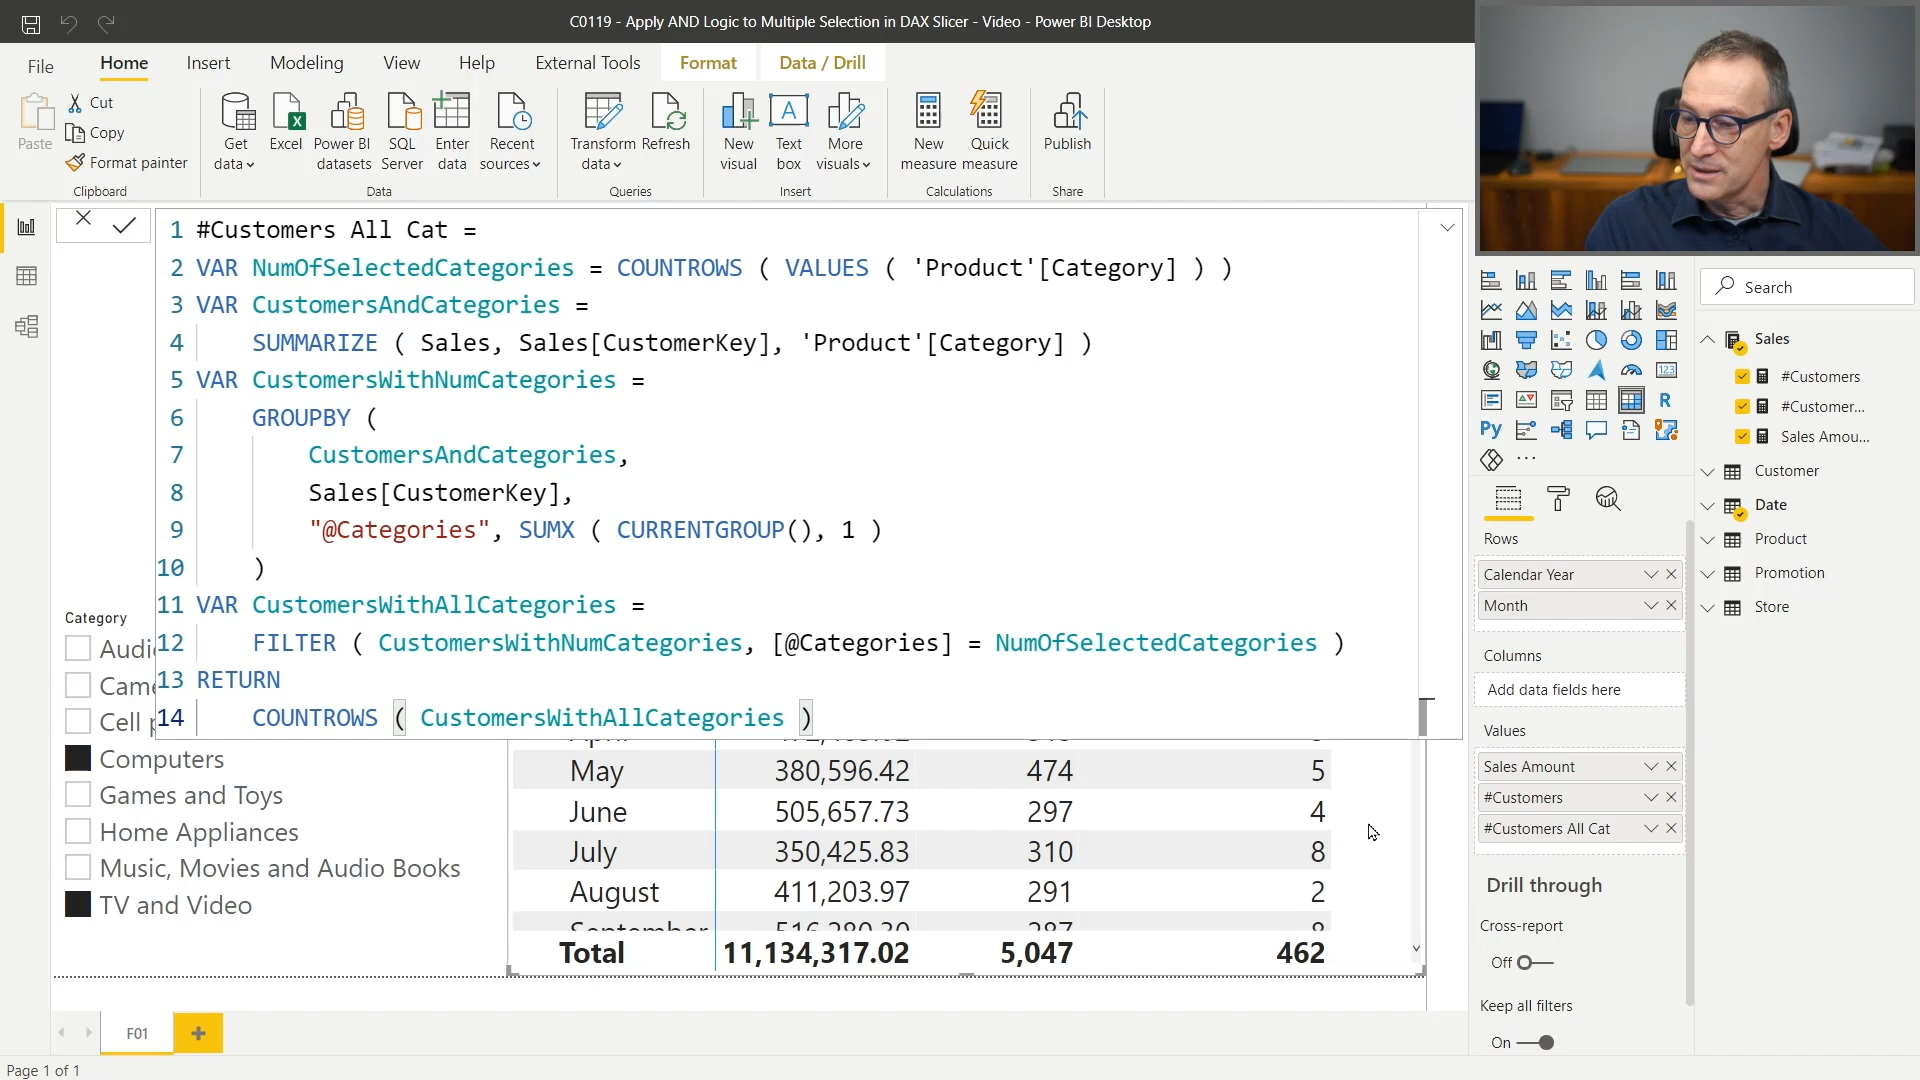 C0119 - Apply AND Logic to Multiple Selection in DAX Slicer - Video - Power BI Desktop
File Home Insert Modeling View Help External Tools Format Data / Drill
Paste
Cut
Copy
Format painter
Clipboard
Get data
Excel
Power BI datasets
SQL Server
Enter data
Recent sources
Data
Transform data
Refresh
Queries
New visual
Text box
More visuals
Insert
New measure
Quick measure
Calculations
Publish
Share
1 #Customers All Cat =
2 VAR NumOfSelectedCategories = COUNTROWS ( VALUES ( 'Product'[Category] ) )
3 VAR CustomersAndCategories =
4 SUMMARIZE ( Sales, Sales[CustomerKey], 'Product'[Category] )
5 VAR CustomersWithNumCategories =
6 GROUPBY (
7 CustomersAndCategories,
8 Sales[CustomerKey],
9 "@Categories", SUMX ( CURRENTGROUP(), 1 )
10 )
11 VAR CustomersWithAllCategories =
12 FILTER ( CustomersWithNumCategories, [@Categories] = NumOfSelectedCategories )
13 RETURN
14 COUNTROWS ( CustomersWithAllCategories )
Category
Audi
Came
Cell p
Computers
Games and Toys
Home Appliances
Music, Movies and Audio Books
TV and Video
May 380,596.42 474 5
June 505,657.73 297 4
July 350,425.83 310 8
August 411,203.97 291 2
Total 11,134,317.02 5,047 462
R
Py
123
...
Rows
Calendar Year
Month
Columns
Add data fields here
Values
Sales Amount
#Customers
#Customers All Cat
Drill through
Cross-report
Off
Keep all filters
On
Search
Sales
#Customers
#Customer...
Sales Amou...
Customer
Date
Product
Promotion
Store
F01
Page 1 of 1